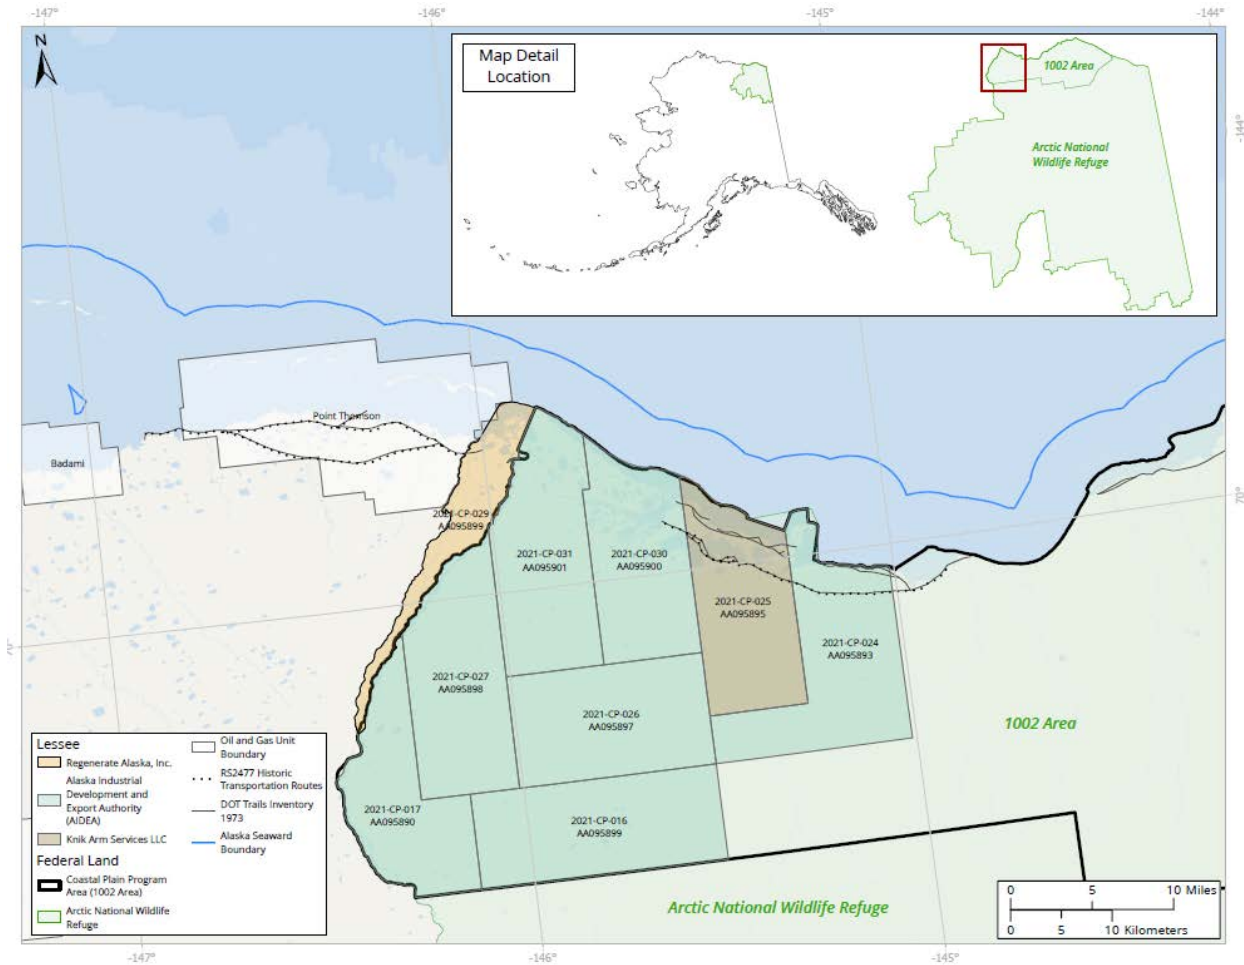 -147°
-146°
-145°
-144°
N
Map Detail
Location
1002 Area
Arctic National
Wildlife Refuge
-144°
Point Thomson
Badami
70°
2021-CP-029
AA095899
2021-CP-031
AA095901
2021-CP-030
AA095900
2021-CP-025
AA095895
2021-CP-024
AA095893
2021-CP-027
AA095898
2021-CP-026
AA095897
1002 Area
2021-CP-017
AA095890
2021-CP-016
AA095899
Arctic National Wildlife Refuge
Lessee
Regenerate Alaska, Inc.
Alaska Industrial
Development and
Export Authority
(AIDEA)
Knik Arm Services LLC
Federal Land
Coastal Plain Program
Area (1002 Area)
Arctic National Wildlife
Refuge
Oil and Gas Unit
Boundary
RS2477 Historic
Transportation Routes
DOT Trails Inventory
1973
Alaska Seaward
Boundary
0 5 10 Miles
0 5 10 Kilometers
-147°
-146°
-145°